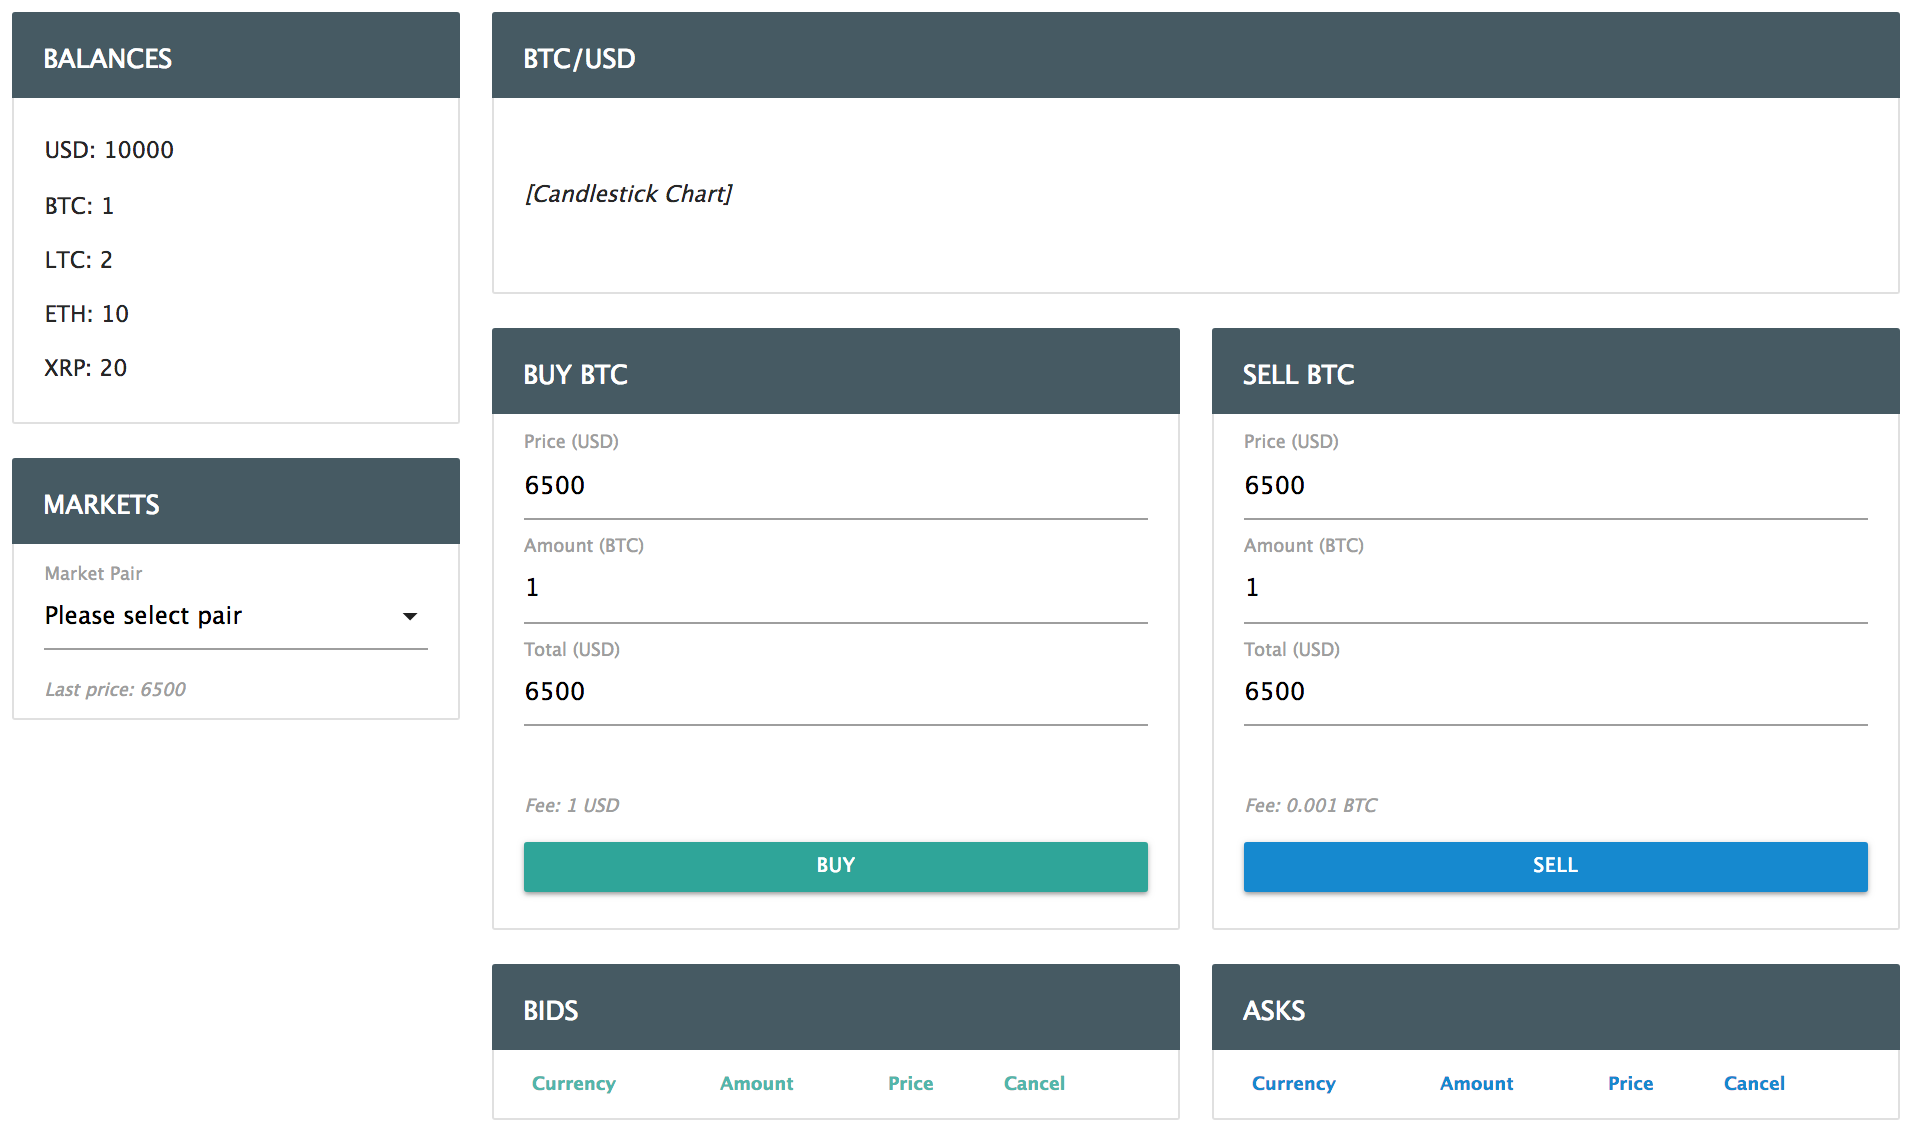 BALANCES
USD: 10000
BTC: 1
LTC: 2
ETH: 10
XRP: 20
MARKETS
Market Pair
Please select pair
Last price: 6500
BTC/USD
[Candlestick Chart]
BUY BTC
Price (USD)
6500
Amount (BTC)
1
Total (USD)
6500
Fee: 1 USD
BUY
SELL BTC
Price (USD)
6500
Amount (BTC)
1
Total (USD)
6500
Fee: 0.001 BTC
SELL
BIDS
Currency Amount Price Cancel
ASKS
Currency Amount Price Cancel